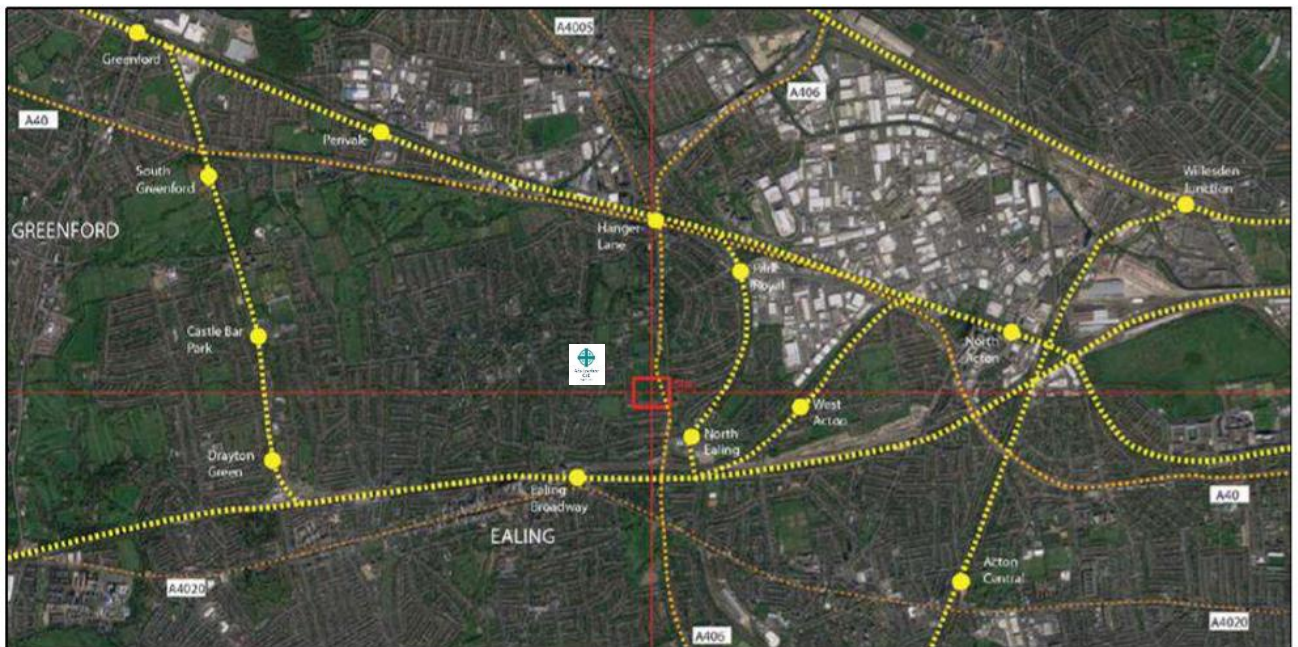 A4005
Greenford
A406
A40
Perivale
South
Greenford
Willesden
Junction
GREENFORD
Hanger
Lane
Park
Royal
Castle Bar
Park
North
Acton
West
Acton
North
Ealing
Drayton
Green
Ealing
Broadway
A40
EALING
Acton
Central
A4020
A4020
A406